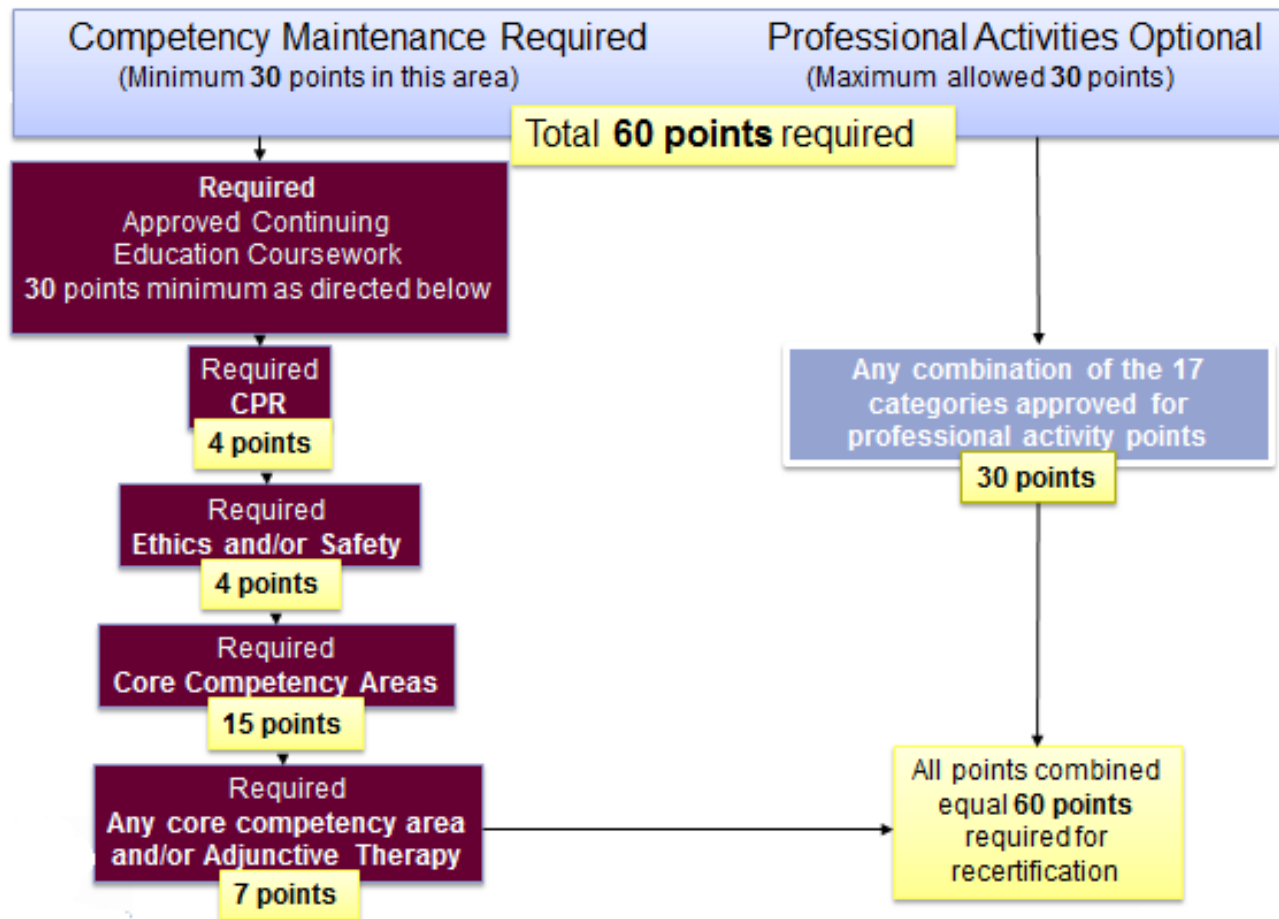 Competency Maintenance Required
(Minimum 30 points in this area)
Professional Activities Optional
(Maximum allowed 30 points)
Total 60 points required
Required
Approved Continuing
Education Coursework
30 points minimum as directed below
Required
CPR
4 points
Required
Ethics and/or Safety
4 points
Required
Core Competency Areas
15 points
Required
Any core competency area
and/or Adjunctive Therapy
7 points
Any combination of the 17
categories approved for
professional activity points
30 points
All points combined
equal 60 points
required for
recertification